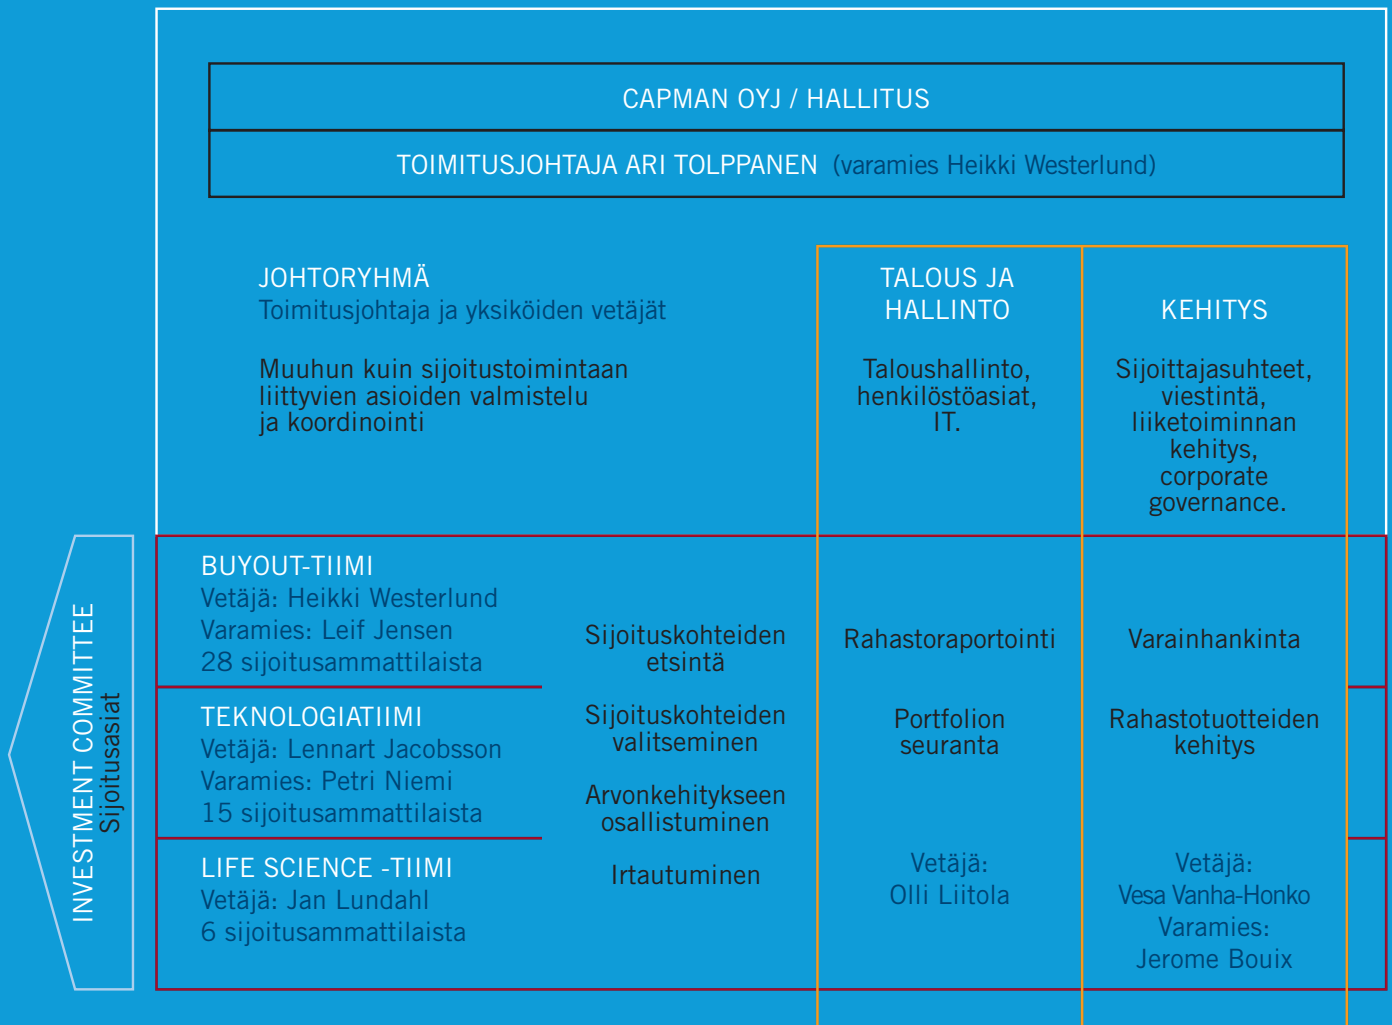 CAPMAN OYJ / HALLITUS
TOIMITUSJOHTAJA ARI TOLPPANEN (varamies Heikki Westerlund)
JOHTORYHMÄ
Toimitusjohtaja ja yksiköiden vetäjät
Muuhun kuin sijoitustoimintaan
liittyvien asioiden valmistelu
ja koordinointi
TALOUS JA
HALLINTO
Taloushallinto,
henkilöstöasiat,
IT.
KEHITYS
Sijoittajasuhteet,
viestintä,
liiketoiminnan
kehitys,
corporate
governance.
INVESTMENT COMMITTEE
Sijoitusasiat
BUYOUT-TIIMI
Vetäjä: Heikki Westerlund
Varamies: Leif Jensen
28 sijoitusammattilaista
TEKNOLOGIATIIMI
Vetäjä: Lennart Jacobsson
Varamies: Petri Niemi
15 sijoitusammattilaista
LIFE SCIENCE -TIIMI
Vetäjä: Jan Lundahl
6 sijoitusammattilaista
Sijoituskohteiden
etsintä
Sijoituskohteiden
valitseminen
Arvonkehitykseen
osallistuminen
Irtautuminen
Rahastoraportointi
Portfolion
seuranta
Vetäjä:
Olli Liitola
Varainhankinta
Rahastotuotteiden
kehitys
Vetäjä:
Vesa Vanha-Honko
Varamies:
Jerome Bouix